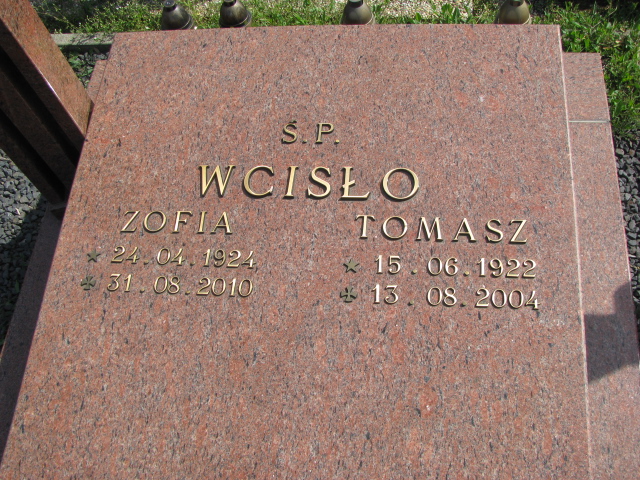 Ś. P.
WCISŁO
ZOFIA
24. 04. 1924
31. 08. 2010
TOMASZ
15. 06. 1922
13. 08. 2004